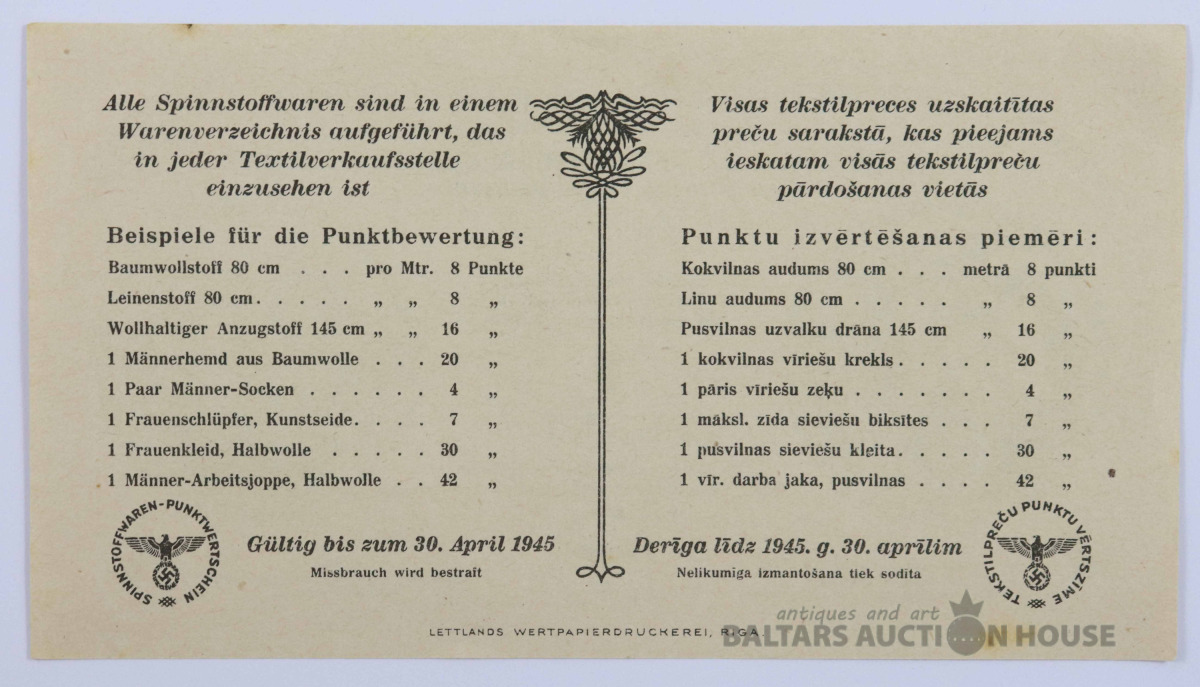 Alle Spinnstoffwaren sind in einem
Warenverzeichnis aufgeführt, das
in jeder Textilverkaufsstelle
einzusehen ist
Beispiele für die Punktbewertung:
Baumwollstoff 80 cm . . . pro Mtr. 8 Punkte
Leinenstoff 80 cm . . . . . „ „ 8 „
Wollhaltiger Anzugstoff 145 cm „ „ 16 „
1 Männerhemd aus Baumwolle . . . 20 „
1 Paar Männer-Socken . . . . . . 4 „
1 Frauenschlüpfer, Kunstseide. . . . 7 „
1 Frauenkleid, Halbwolle . . . . . 30 „
1 Männer-Arbeitsjoppe, Halbwolle . . 42 „
SPINNSTOFFWAREN-PUNKTWERTSCHEIN
Gültig bis zum 30. April 1945
Missbrauch wird bestraft
Visas tekstilpreces uzskaitītas
preču sarakstā, kas pieejams
ieskatam visās tekstilpreču
pārdošanas vietās
Punktu izvērtēšanas piemēri:
Kokvilnas audums 80 cm . . . metrā 8 punkti
Linu audums 80 cm . . . . . „ 8 „
Pusvilnas uzvalku drāna 145 cm „ 16 „
1 kokvilnas vīriešu krekls . . . . . 20 „
1 pāris vīriešu zeķu . . . . . . . 4 „
1 māksl. zīda sieviešu biksītes . . . 7 „
1 pusvilnas sieviešu kleita . . . . . 30 „
1 vīr. darba jaka, pusvilnas . . . . 42 „
Derīga līdz 1945. g. 30. aprīlim
Nelikumīga izmantošana tiek sodīta
TEKSTILPREČU PUNKTU VĒRTSZĪME
LETTLANDS WERTPAPIERDRUCKEREI, RIGA.
antiques and art
BALTARS AUCTION HOUSE